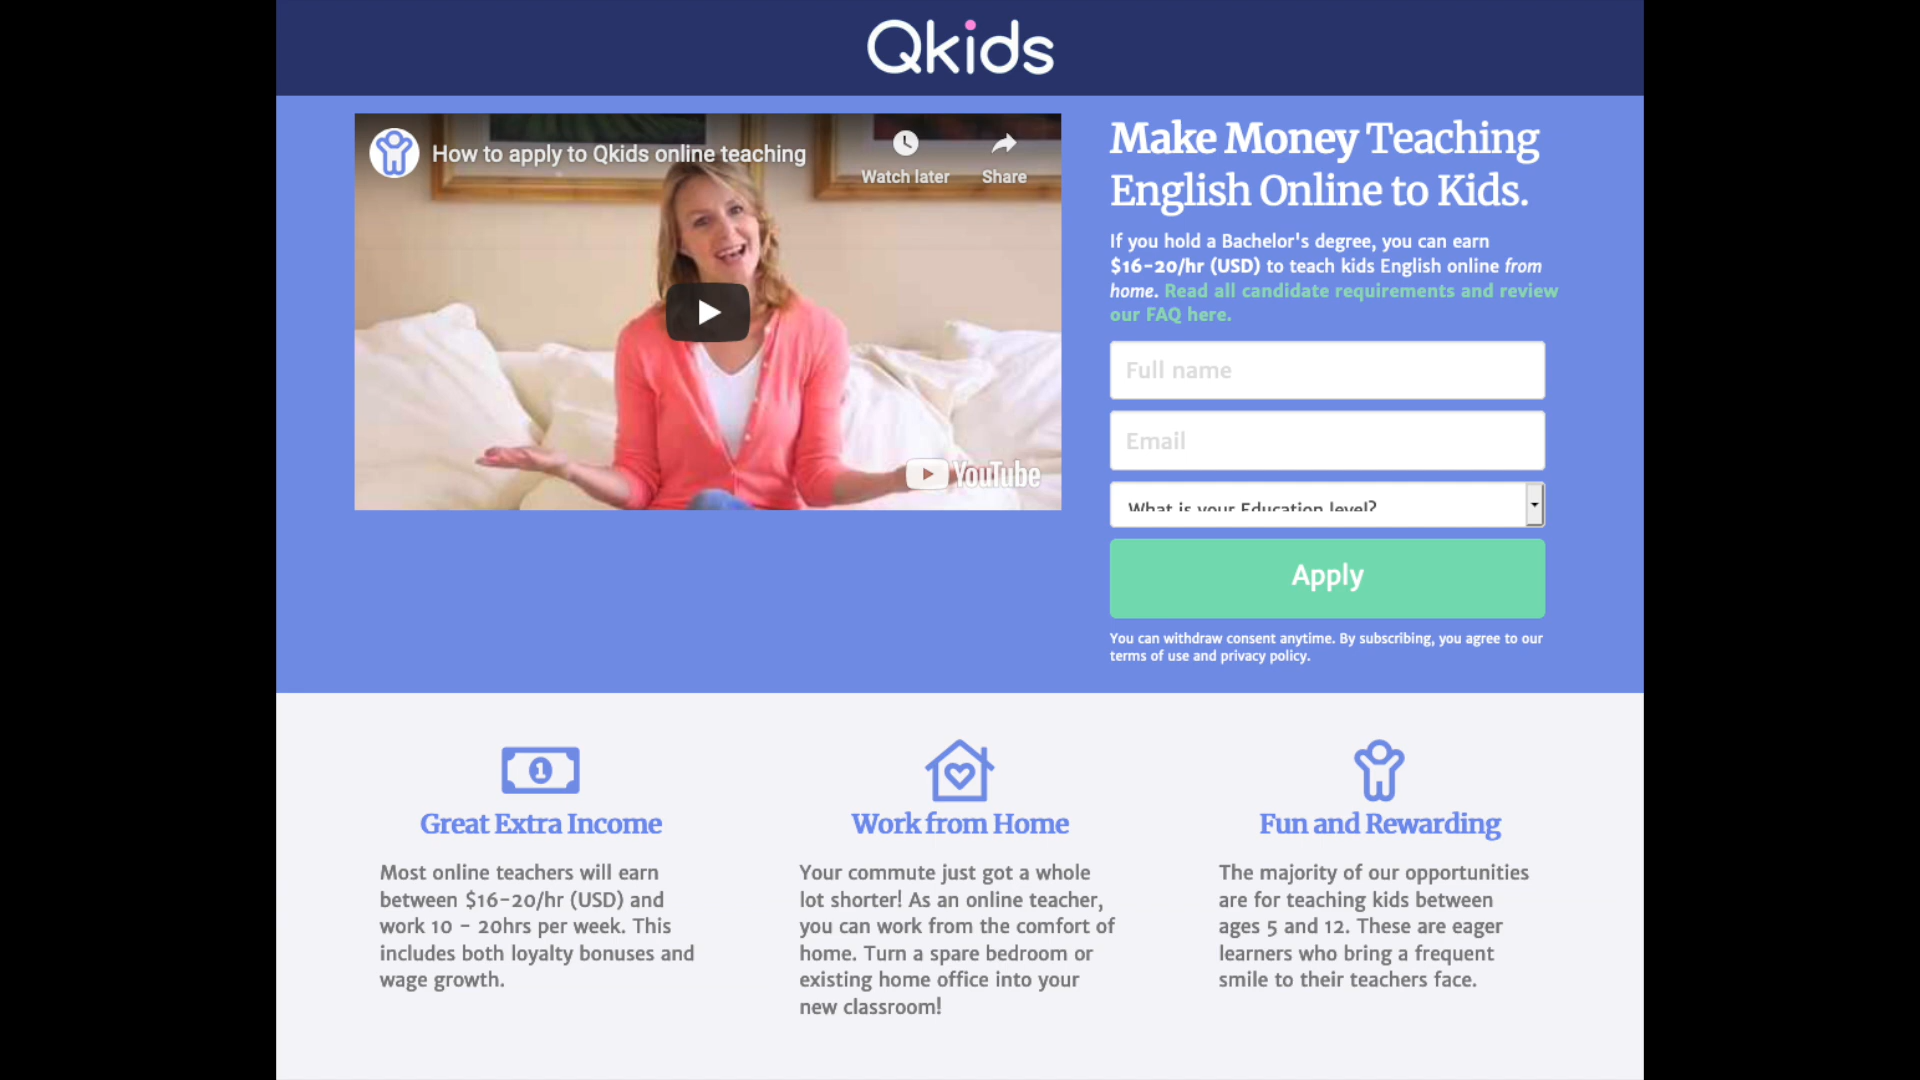 Qkids
How to apply to Qkids online teaching
Watch later
Share
YouTube
Make Money Teaching
English Online to Kids.
If you hold a Bachelor's degree, you can earn
$16-20/hr (USD) to teach kids English online from
home. Read all candidate requirements and review
our FAQ here.
Full name
Email
What is your Education level?
Apply
You can withdraw consent anytime. By subscribing, you agree to our
terms of use and privacy policy.
1
Great Extra Income
Most online teachers will earn
between $16-20/hr (USD) and
work 10 - 20hrs per week. This
includes both loyalty bonuses and
wage growth.
Work from Home
Your commute just got a whole
lot shorter! As an online teacher,
you can work from the comfort of
home. Turn a spare bedroom or
existing home office into your
new classroom!
Fun and Rewarding
The majority of our opportunities
are for teaching kids between
ages 5 and 12. These are eager
learners who bring a frequent
smile to their teachers face.